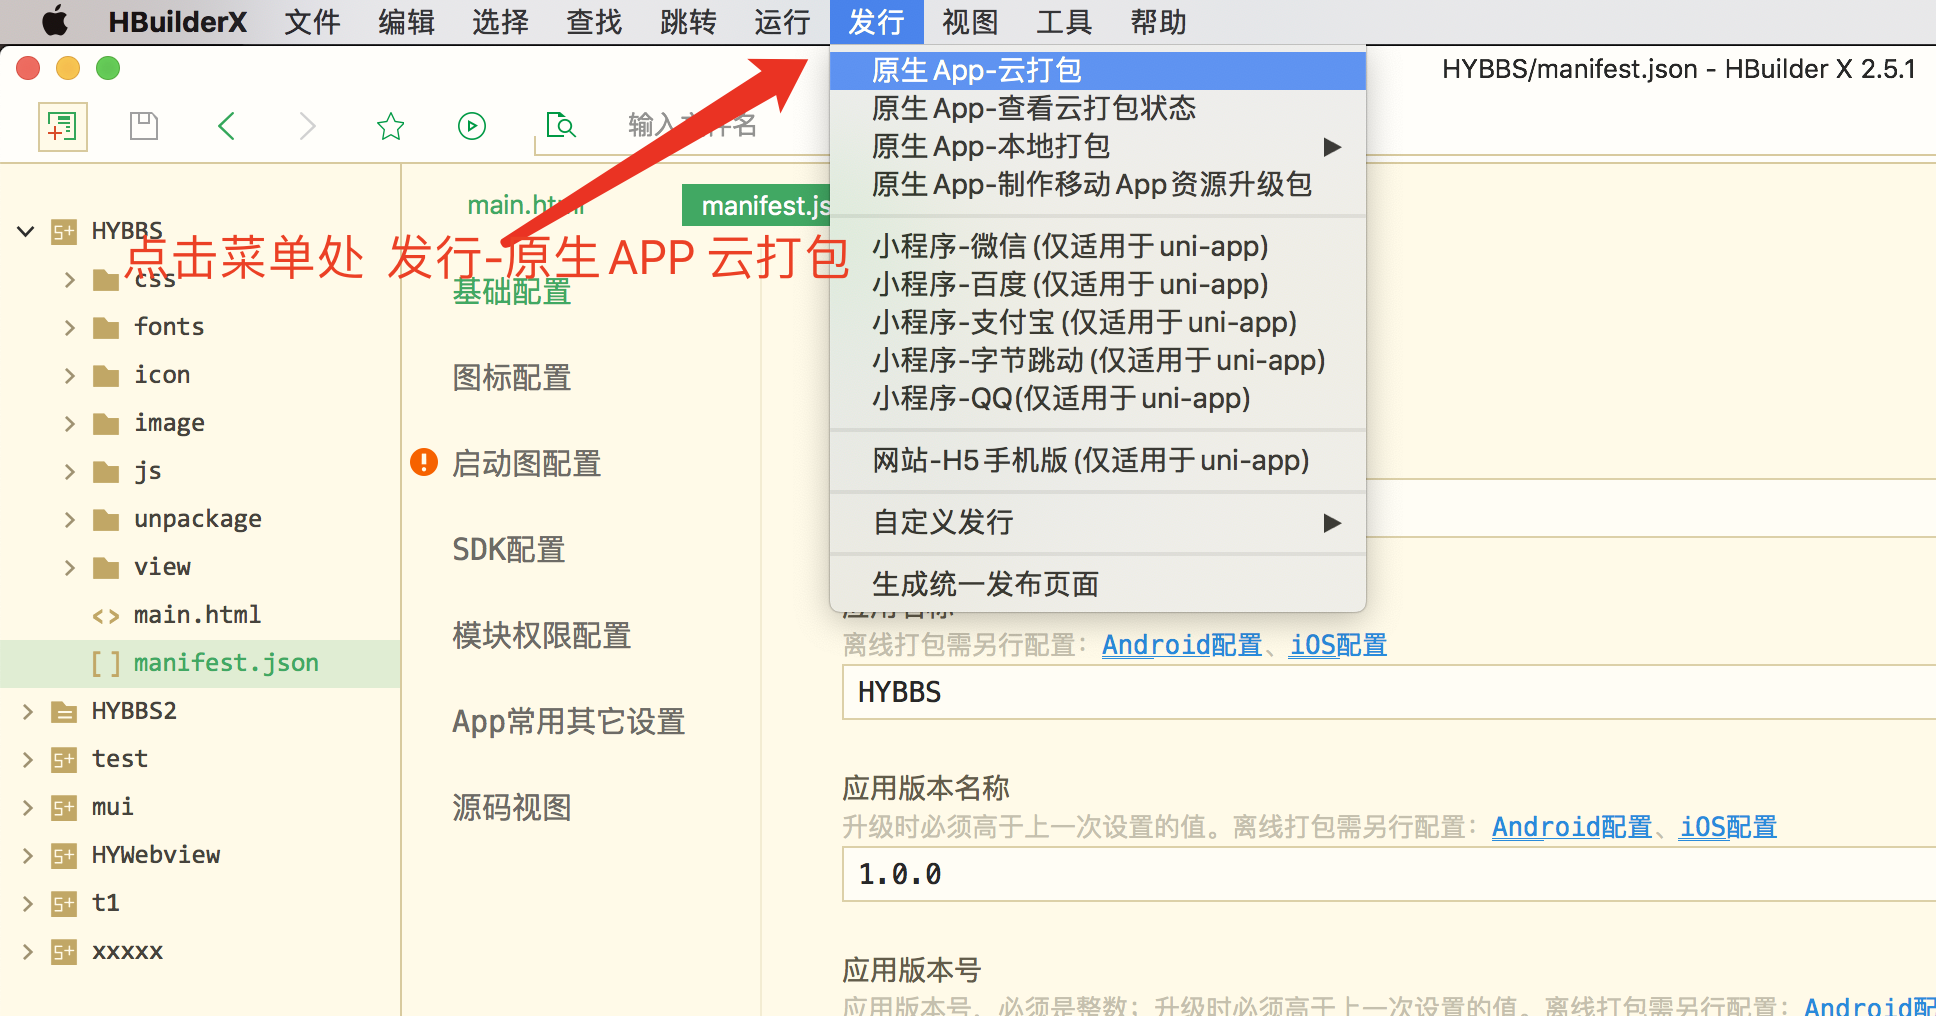 HBuilderX 文件 编辑 选择 查找 跳转 运行 发行 视图 工具 帮助
HYBBS/manifest.json - HBuilder X 2.5.1
原生App-云打包
原生App-查看云打包状态
原生App-本地打包
原生App-制作移动App资源升级包
小程序-微信(仅适用于uni-app)
小程序-百度(仅适用于uni-app)
小程序-支付宝(仅适用于uni-app)
小程序-字节跳动(仅适用于uni-app)
小程序-QQ(仅适用于uni-app)
网站-H5手机版(仅适用于uni-app)
自定义发行
生成统一发布页面
输入文件名
main.html manifest.js
点击菜单处 发行-原生APP 云打包
HYBBS
css
fonts
icon
image
js
unpackage
view
main.html
manifest.json
HYBBS2
test
mui
HYWebview
t1
xxxxx
基础配置
图标配置
启动图配置
SDK配置
模块权限配置
App常用其它设置
源码视图
应用名称
离线打包需另行配置：Android配置、iOS配置
HYBBS
应用版本名称
升级时必须高于上一次设置的值。离线打包需另行配置：Android配置、iOS配置
1.0.0
应用版本号
应用版本号，必须是整数；升级时必须高于上一次设置的值。离线打包需另行配置：Android配